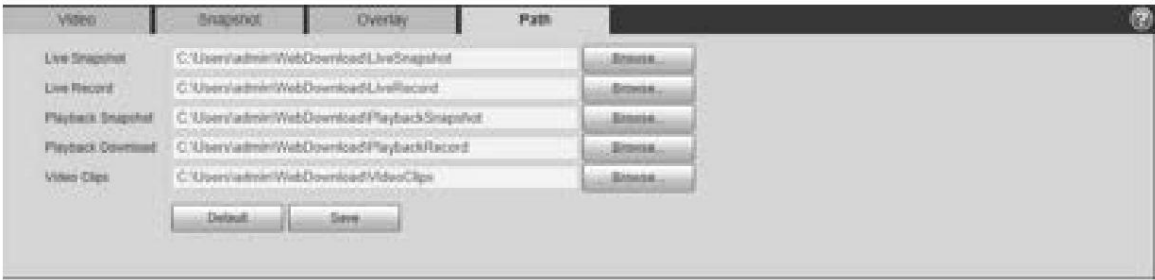 Video Snapshot Overlay Path ?
Live Snapshot C:\Users\admin\WebDownload\LiveSnapshot Browse...
Live Record C:\Users\admin\WebDownload\LiveRecord Browse...
Playback Snapshot C:\Users\admin\WebDownload\PlaybackSnapshot Browse...
Playback Download C:\Users\admin\WebDownload\PlaybackRecord Browse...
Video Clips C:\Users\admin\WebDownload\VideoClips Browse...
Default Save